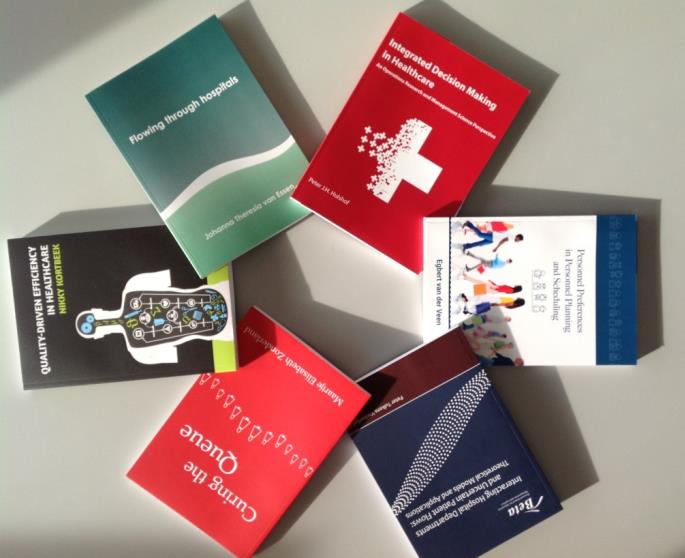 Flowing through hospitals
Johanna Theresia van Essen
Integrated Decision Making
in Healthcare
An Operations Research and Management Science Perspective
Peter J.H. Hulshof
Personnel Preferences
in Personnel Planning
and Scheduling
Egbert van der Veen
Interacting Hospital Departments
and Uncertain Patient Flows:
Theoretical Models and Applications
Beta
Curing the
Queue
Maartje Elisabeth Zonderland
QUALITY-DRIVEN EFFICIENCY
IN HEALTHCARE
NIKKY KORTBEEK